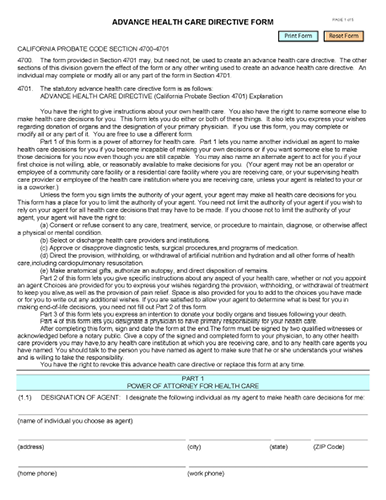 ADVANCE HEALTH CARE DIRECTIVE FORM
PAGE 1 of 5
Print Form
Reset Form
CALIFORNIA PROBATE CODE SECTION 4700-4701
4700. The form provided in Section 4701 may, but need not, be used to create an advance health care directive. The other
sections of this division govern the effect of the form or any other writing used to create an advance health care directive. An
individual may complete or modify all or any part of the form in Section 4701.
4701. The statutory advance health care directive form is as follows:
ADVANCE HEALTH CARE DIRECTIVE (California Probate Section 4701) Explanation
You have the right to give instructions about your own health care. You also have the right to name someone else to
make health care decisions for you. This form lets you do either or both of these things. It also lets you express your wishes
regarding donation of organs and the designation of your primary physician. If you use this form, you may complete or
modify all or any part of it. You are free to use a different form.
Part 1 of this form is a power of attorney for health care. Part 1 lets you name another individual as agent to make
health care decisions for you if you become incapable of making your own decisions or if you want someone else to make
those decisions for you now even though you are still capable. You may also name an alternate agent to act for you if your
first choice is not willing, able, or reasonably available to make decisions for you. (Your agent may not be an operator or
employee of a community care facility or a residential care facility where you are receiving care, or your supervising health
care provider or employee of the health care institution where you are receiving care, unless your agent is related to you or
is a coworker.)
Unless the form you sign limits the authority of your agent, your agent may make all health care decisions for you.
This form has a place for you to limit the authority of your agent. You need not limit the authority of your agent if you wish to
rely on your agent for all health care decisions that may have to be made. If you choose not to limit the authority of your
agent, your agent will have the right to:
(a) Consent or refuse consent to any care, treatment, service, or procedure to maintain, diagnose, or otherwise affect
a physical or mental condition.
(b) Select or discharge health care providers and institutions.
(c) Approve or disapprove diagnostic tests, surgical procedures,and programs of medication.
(d) Direct the provision, withholding, or withdrawal of artificial nutrition and hydration and all other forms of health
care,including cardiopulmonary resuscitation.
(e) Make anatomical gifts, authorize an autopsy, and direct disposition of remains.
Part 2 of this form lets you give specific instructions about any aspect of your health care, whether or not you appoint
an agent Choices are provided for you to express your wishes regarding the provision, withholding, or withdrawal of treatment
to keep you alive,as well as the provision of pain relief. Space is also provided for you to add to the choices you have made
or for you to write out any additional wishes. If you are satisfied to allow your agent to determine what is best for you in
making end-of-life decisions, you need not fill out Part 2 of this form
Part 3 of this form lets you express an intention to donate your bodily organs and tissues following your death.
Part 4 of this form lets you designate a physician to have primary responsibility for your health care.
After completing this form, sign and date the form at the end.The form must be signed by two qualified witnesses or
acknowledged before a notary public. Give a copy of the signed and completed form to your physician, to any other health
care providers you may have,to any health care institution at which you are receiving care, and to any health care agents you
have named. You should talk to the person you have named as agent to make sure that he or she understands your wishes
and is willing to take the responsibility.
You have the right to revoke this advance health care directive or replace this form at any time.
PART 1
POWER OF ATTORNEY FOR HEALTH CARE
(1.1) DESIGNATION OF AGENT: I designate the following individual as my agent to make health care decisions for me:
(name of individual you choose as agent)
(address) (city) (state) (ZIP Code)
(home phone) (work phone)